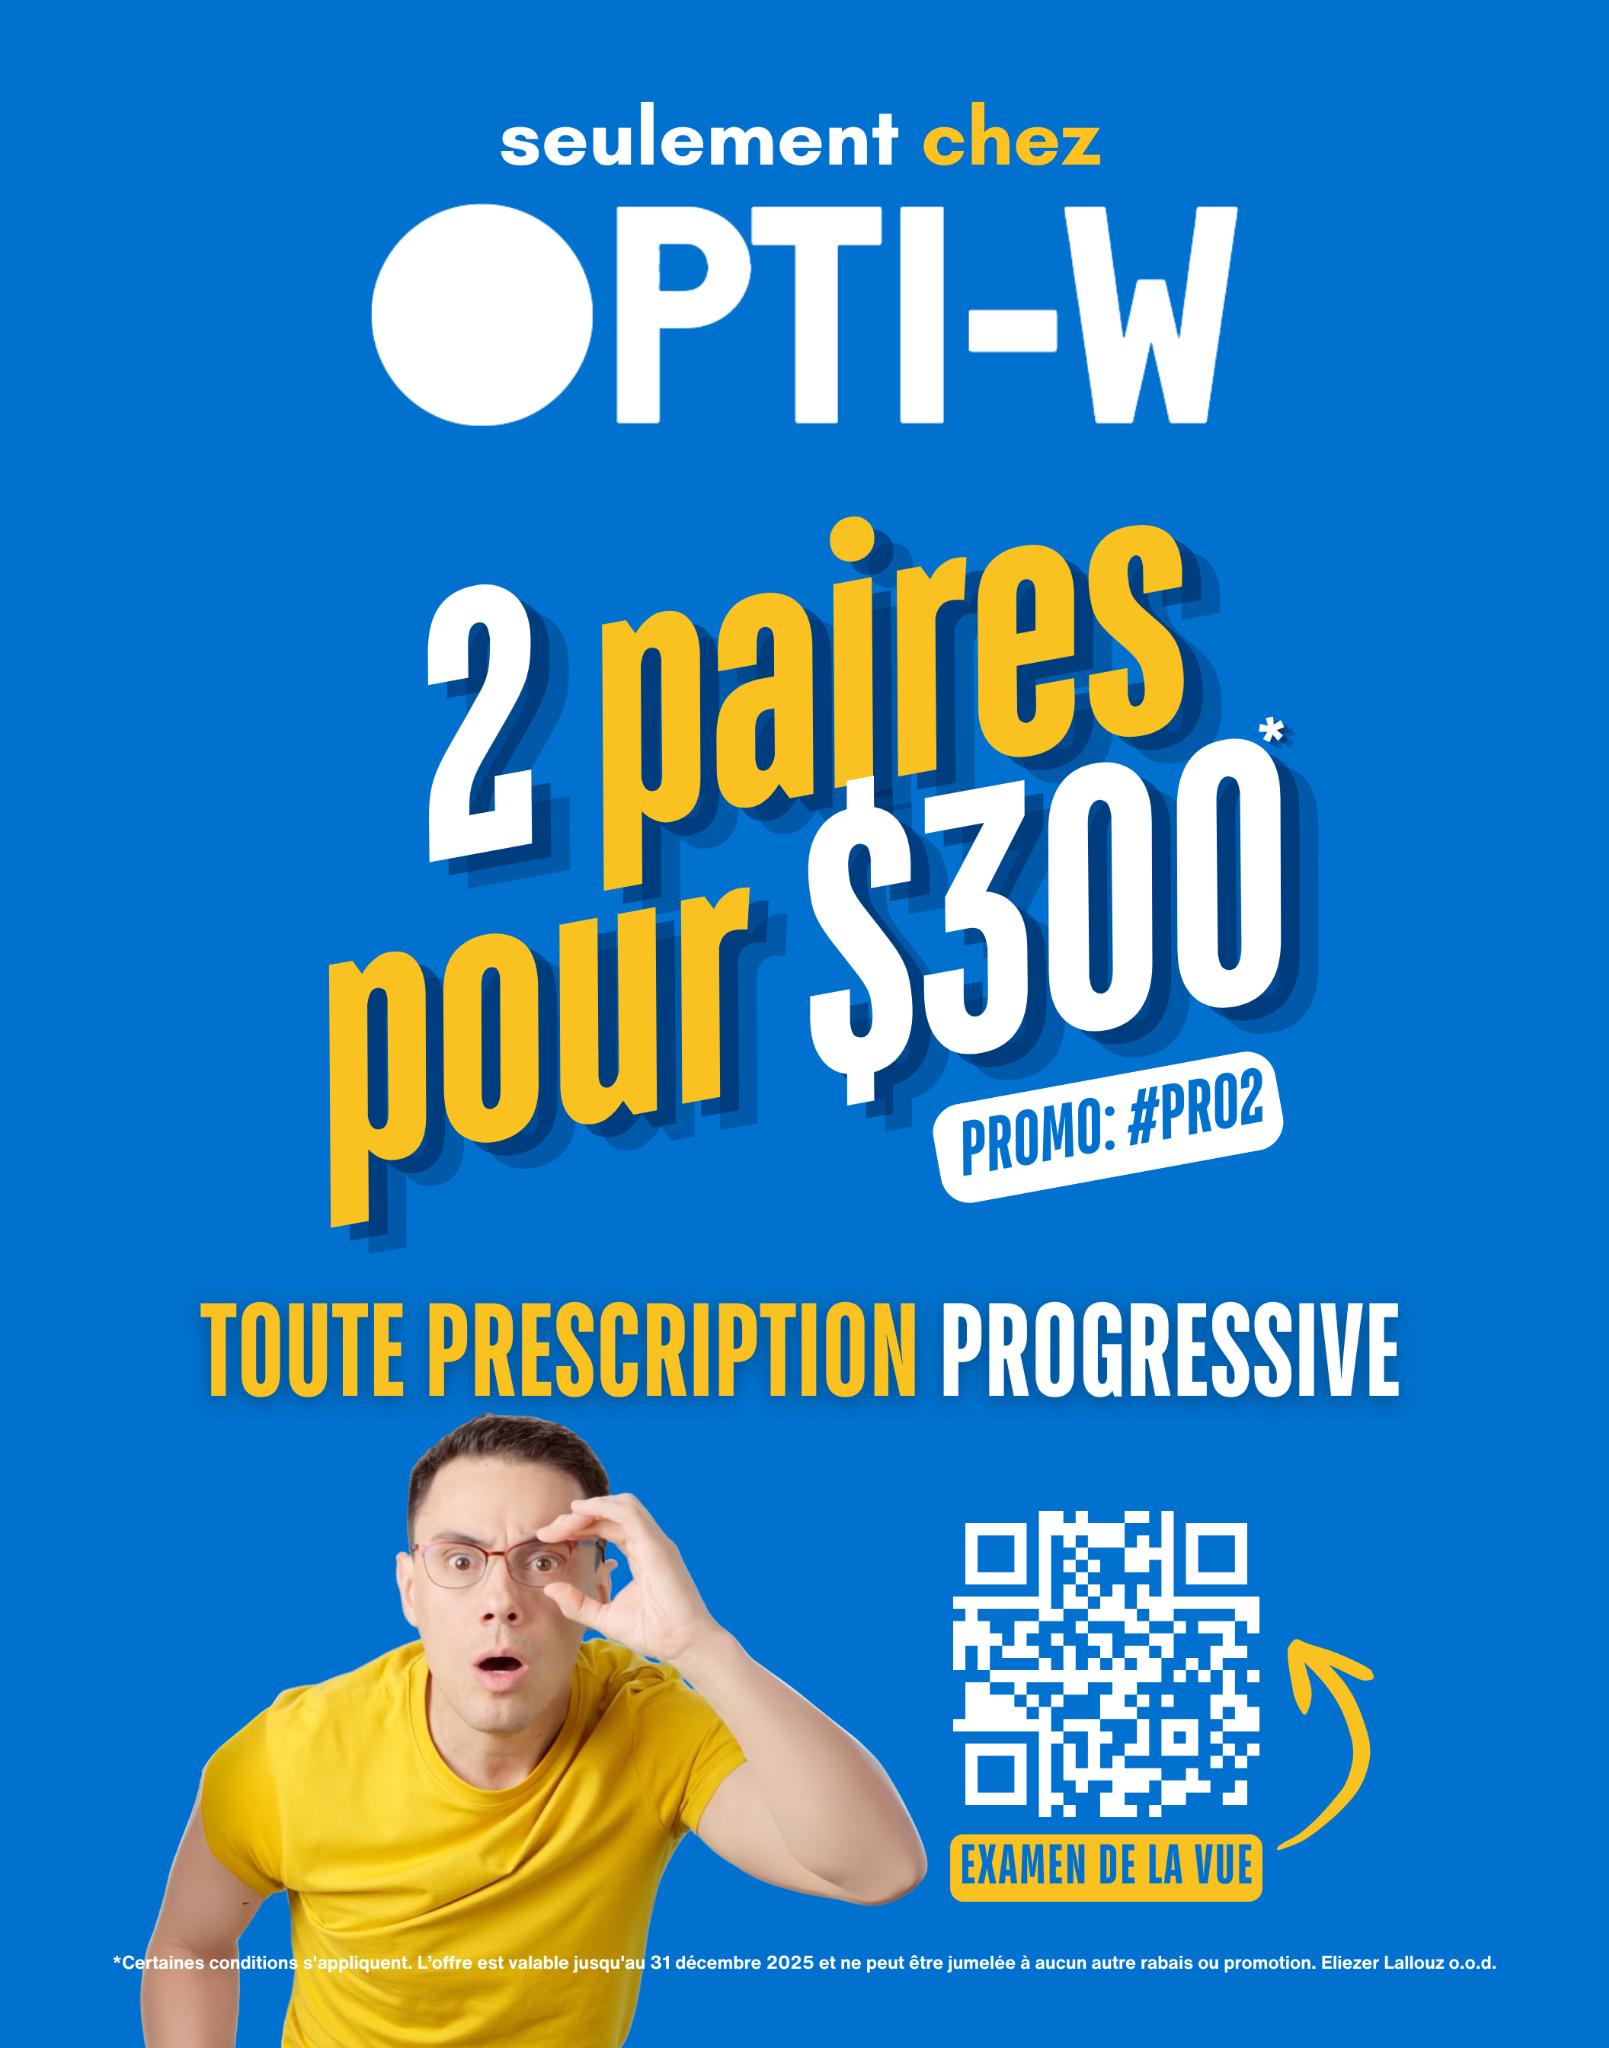 seulement chez
OPTI-W
2 paires
pour $300*
PROMO: #PRO2
TOUTE PRESCRIPTION PROGRESSIVE
EXAMEN DE LA VUE
*Certaines conditions s'appliquent. L'offre est valable jusqu'au 31 décembre 2025 et ne peut être jumelée à aucun autre rabais ou promotion. Eliezer Lallouz o.o.d.